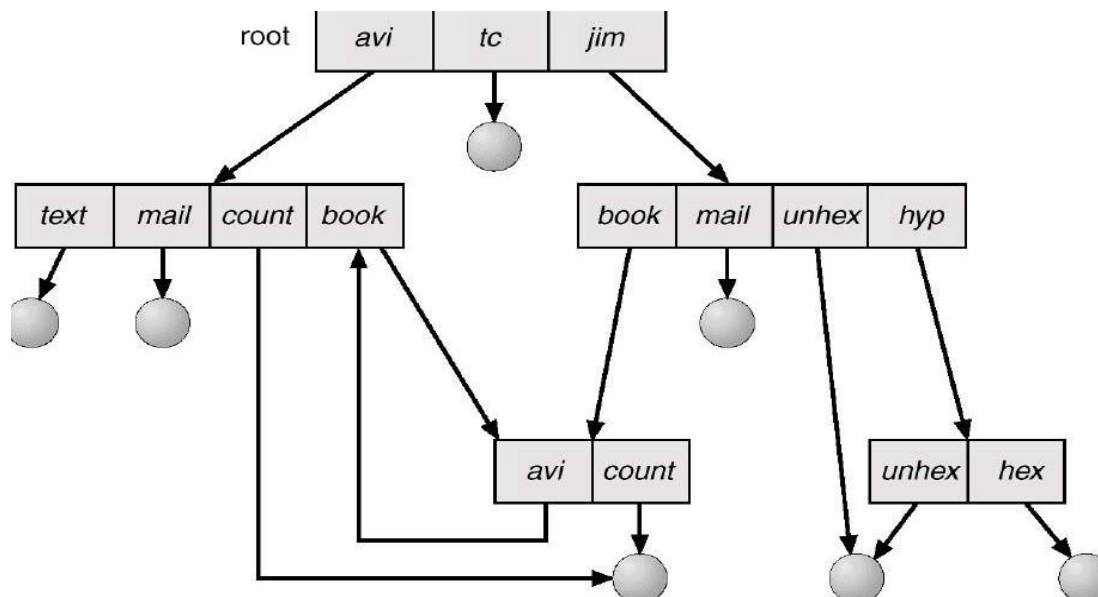 root avi tc jim
text mail count book book mail unhex hyp
avi count unhex hex